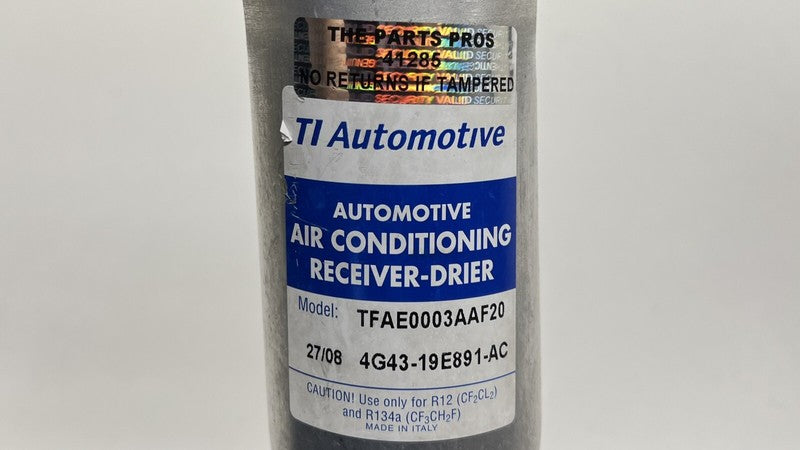 THE PARTS PROS
41285
NO RETURNS IF TAMPERED
TI Automotive
AUTOMOTIVE
AIR CONDITIONING
RECEIVER-DRIER
Model: TFAE0003AAF20
27/08 4G43-19E891-AC
CAUTION! Use only for R12 (CF₂CL₂)
and R134a (CF₃CH₂F)
MADE IN ITALY